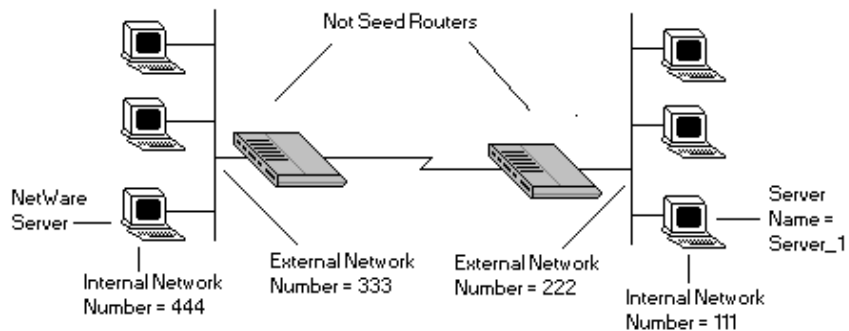 Not Seed Routers
NetWare
Server
Server
Name =
Server_1
Internal Network
Number = 444
External Network
Number = 333
External Network
Number = 222
Internal Network
Number = 111